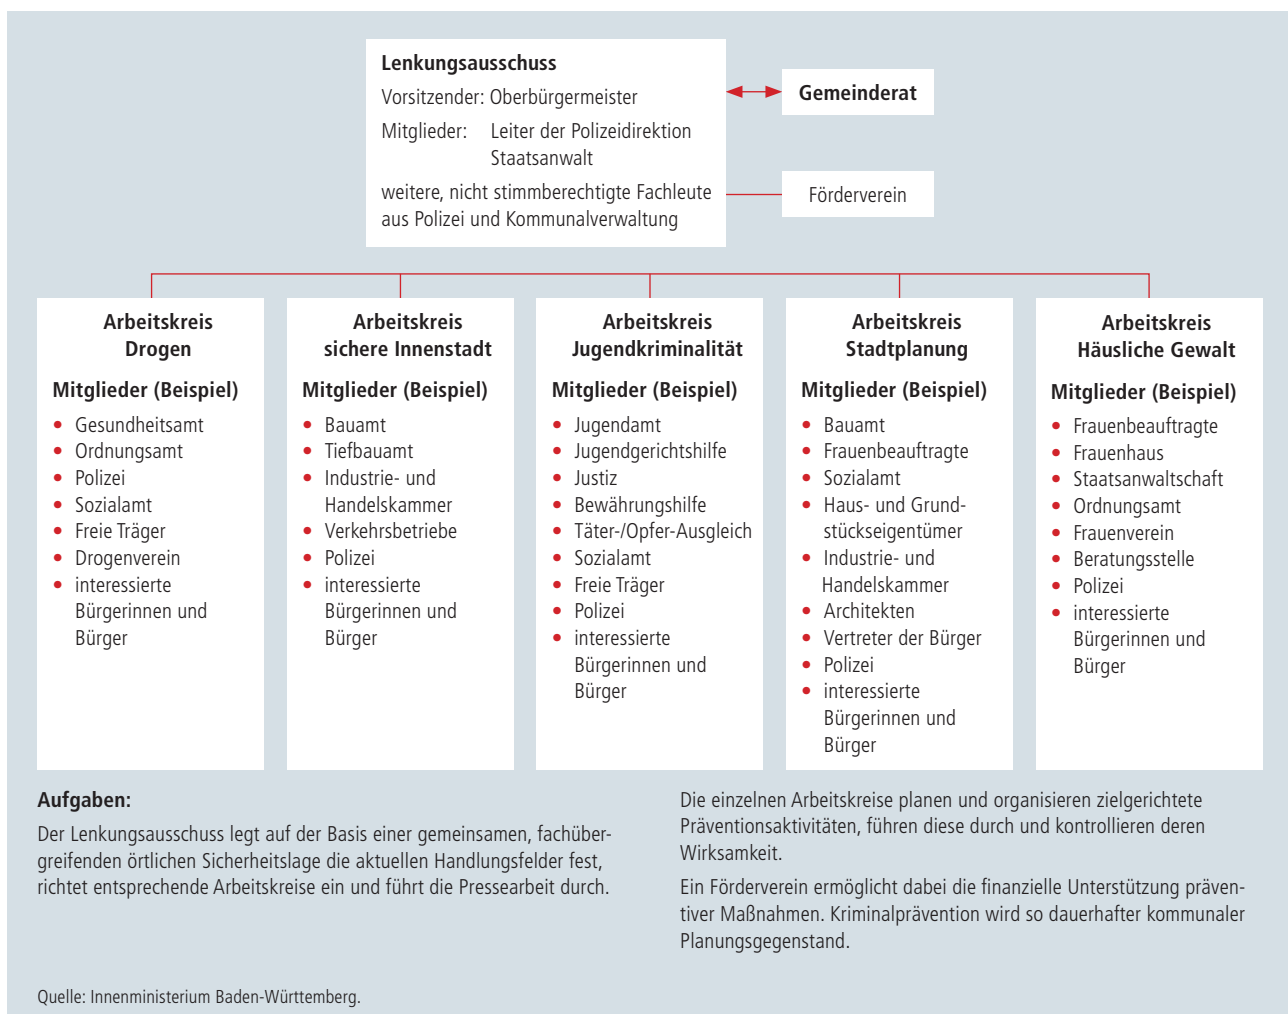 Lenkungsausschuss
Vorsitzender: Oberbürgermeister
Mitglieder: Leiter der Polizeidirektion
Staatsanwalt
weitere, nicht stimmberechtigte Fachleute
aus Polizei und Kommunalverwaltung
Gemeinderat
Förderverein
Arbeitskreis
Drogen
Mitglieder (Beispiel)
• Gesundheitsamt
• Ordnungsamt
• Polizei
• Sozialamt
• Freie Träger
• Drogenverein
• interessierte
Bürgerinnen und
Bürger
Arbeitskreis
sichere Innenstadt
Mitglieder (Beispiel)
• Bauamt
• Tiefbauamt
• Industrie- und
Handelskammer
• Verkehrsbetriebe
• Polizei
• interessierte
Bürgerinnen und
Bürger
Arbeitskreis
Jugendkriminalität
Mitglieder (Beispiel)
• Jugendamt
• Jugendgerichtshilfe
• Justiz
• Bewährungshilfe
• Täter-/Opfer-Ausgleich
• Sozialamt
• Freie Träger
• Polizei
• interessierte
Bürgerinnen und
Bürger
Arbeitskreis
Stadtplanung
Mitglieder (Beispiel)
• Bauamt
• Frauenbeauftragte
• Sozialamt
• Haus- und Grund-
stückseigentümer
• Industrie- und
Handelskammer
• Architekten
• Vertreter der Bürger
• Polizei
• interessierte
Bürgerinnen und
Bürger
Arbeitskreis
Häusliche Gewalt
Mitglieder (Beispiel)
• Frauenbeauftragte
• Frauenhaus
• Staatsanwaltschaft
• Ordnungsamt
• Frauenverein
• Beratungsstelle
• Polizei
• interessierte
Bürgerinnen und
Bürger
Aufgaben:
Der Lenkungsausschuss legt auf der Basis einer gemeinsamen, fachüber-
greifenden örtlichen Sicherheitslage die aktuellen Handlungsfelder fest,
richtet entsprechende Arbeitskreise ein und führt die Pressearbeit durch.
Die einzelnen Arbeitskreise planen und organisieren zielgerichtete
Präventionsaktivitäten, führen diese durch und kontrollieren deren
Wirksamkeit.
Ein Förderverein ermöglicht dabei die finanzielle Unterstützung präven-
tiver Maßnahmen. Kriminalprävention wird so dauerhafter kommunaler
Planungsgegenstand.
Quelle: Innenministerium Baden-Württemberg.